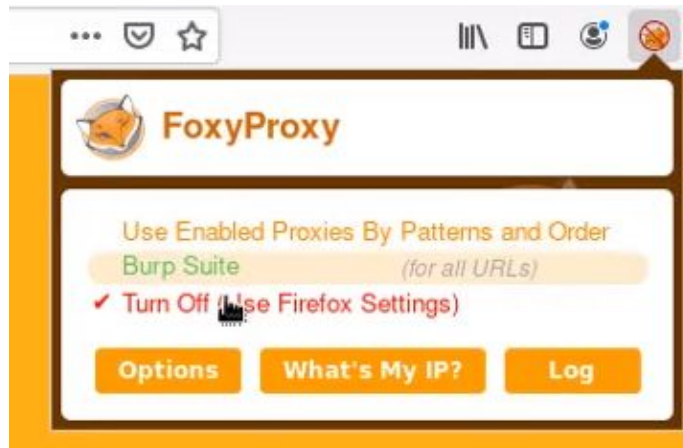 FoxyProxy
Use Enabled Proxies By Patterns and Order
Burp Suite (for all URLs)
Turn Off (Use Firefox Settings)
Options What's My IP? Log